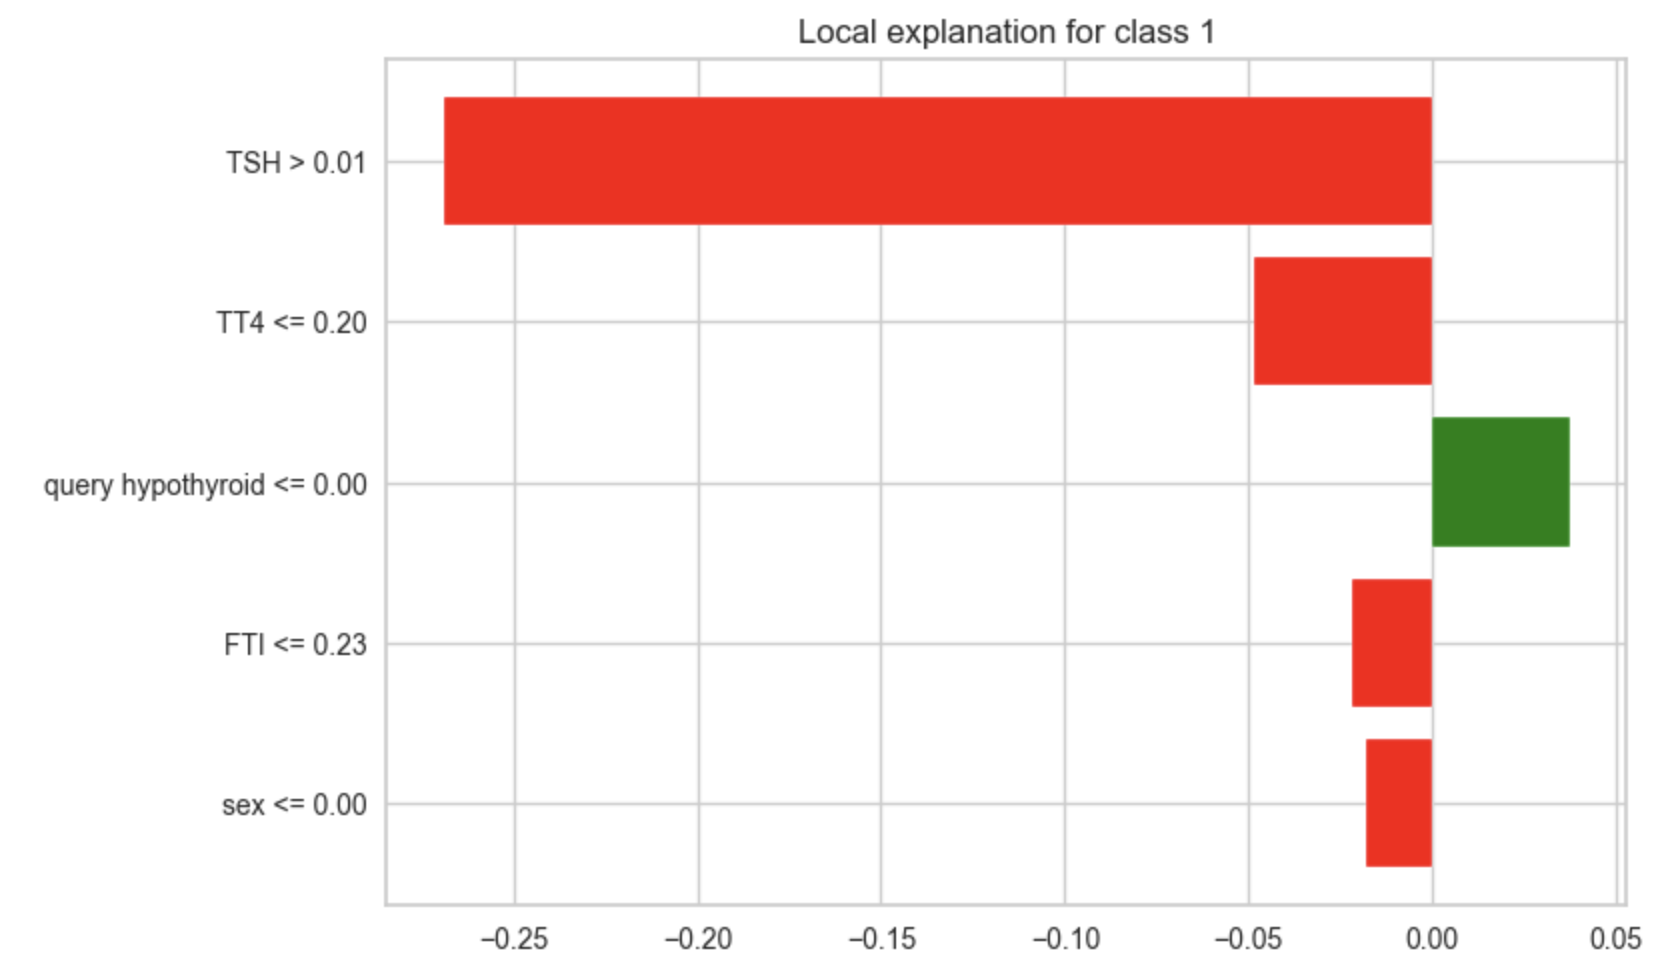 Local explanation for class 1
TSH > 0.01
TT4 <= 0.20
query hypothyroid <= 0.00
FTI <= 0.23
sex <= 0.00
−0.25 −0.20 −0.15 −0.10 −0.05 0.00 0.05